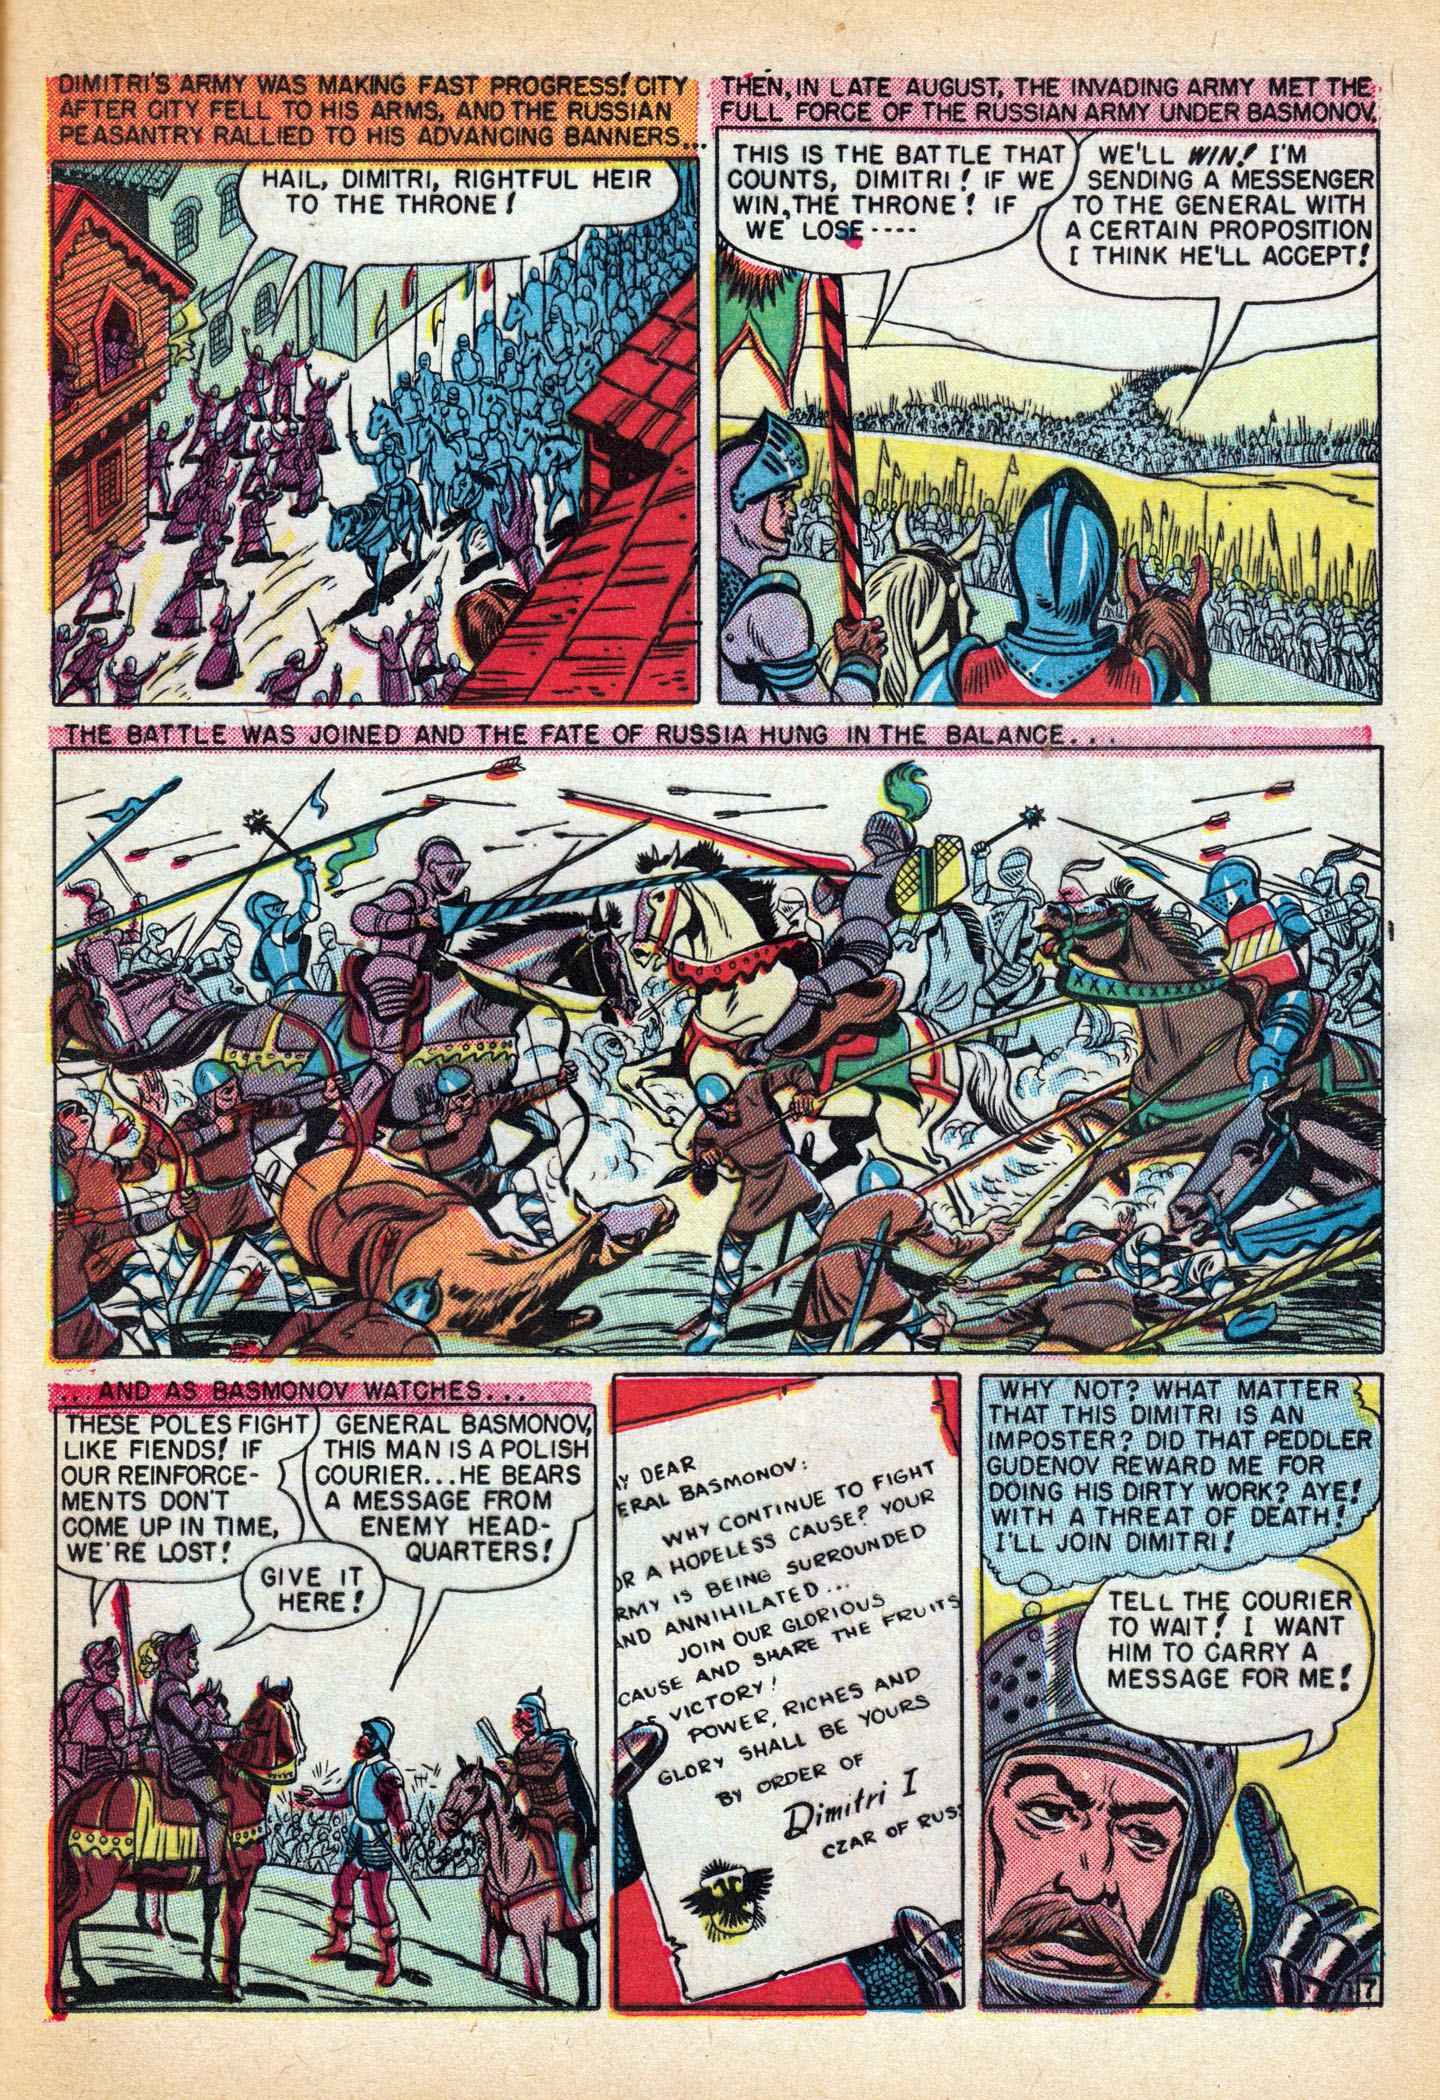 DIMITRI'S ARMY WAS MAKING FAST PROGRESS! CITY
AFTER CITY FELL TO HIS ARMS, AND THE RUSSIAN
PEASANTRY RALLIED TO HIS ADVANCING BANNERS...
HAIL, DIMITRI, RIGHTFUL HEIR
TO THE THRONE!
THEN, IN LATE AUGUST, THE INVADING ARMY MET THE
FULL FORCE OF THE RUSSIAN ARMY UNDER BASMONOV.
THIS IS THE BATTLE THAT
COUNTS, DIMITRI! IF WE
WIN, THE THRONE! IF
WE LOSE ----
WE'LL WIN! I'M
SENDING A MESSENGER
TO THE GENERAL WITH
A CERTAIN PROPOSITION
I THINK HE'LL ACCEPT!
THE BATTLE WAS JOINED AND THE FATE OF RUSSIA HUNG IN THE BALANCE...
...AND AS BASMONOV WATCHES...
THESE POLES FIGHT
LIKE FIENDS! IF
OUR REINFORCE-
MENTS DON'T
COME UP IN TIME,
WE'RE LOST!
GENERAL BASMONOV,
THIS MAN IS A POLISH
COURIER...HE BEARS
A MESSAGE FROM
ENEMY HEAD-
QUARTERS!
GIVE IT
HERE!
Y DEAR
ERAL BASMONOV:
WHY CONTINUE TO FIGHT
OR A HOPELESS CAUSE? YOUR
RMY IS BEING SURROUNDED
AND ANNIHILATED...
JOIN OUR GLORIOUS
CAUSE AND SHARE THE FRUITS
OF VICTORY!
POWER, RICHES AND
GLORY SHALL BE YOURS
BY ORDER OF
Dimitri I
CZAR OF RUSS
WHY NOT? WHAT MATTER
THAT THIS DIMITRI IS AN
IMPOSTER? DID THAT PEDDLER
GUDENOV REWARD ME FOR
DOING HIS DIRTY WORK? AYE!
WITH A THREAT OF DEATH!
I'LL JOIN DIMITRI!
TELL THE COURIER
TO WAIT! I WANT
HIM TO CARRY A
MESSAGE FOR ME!
7